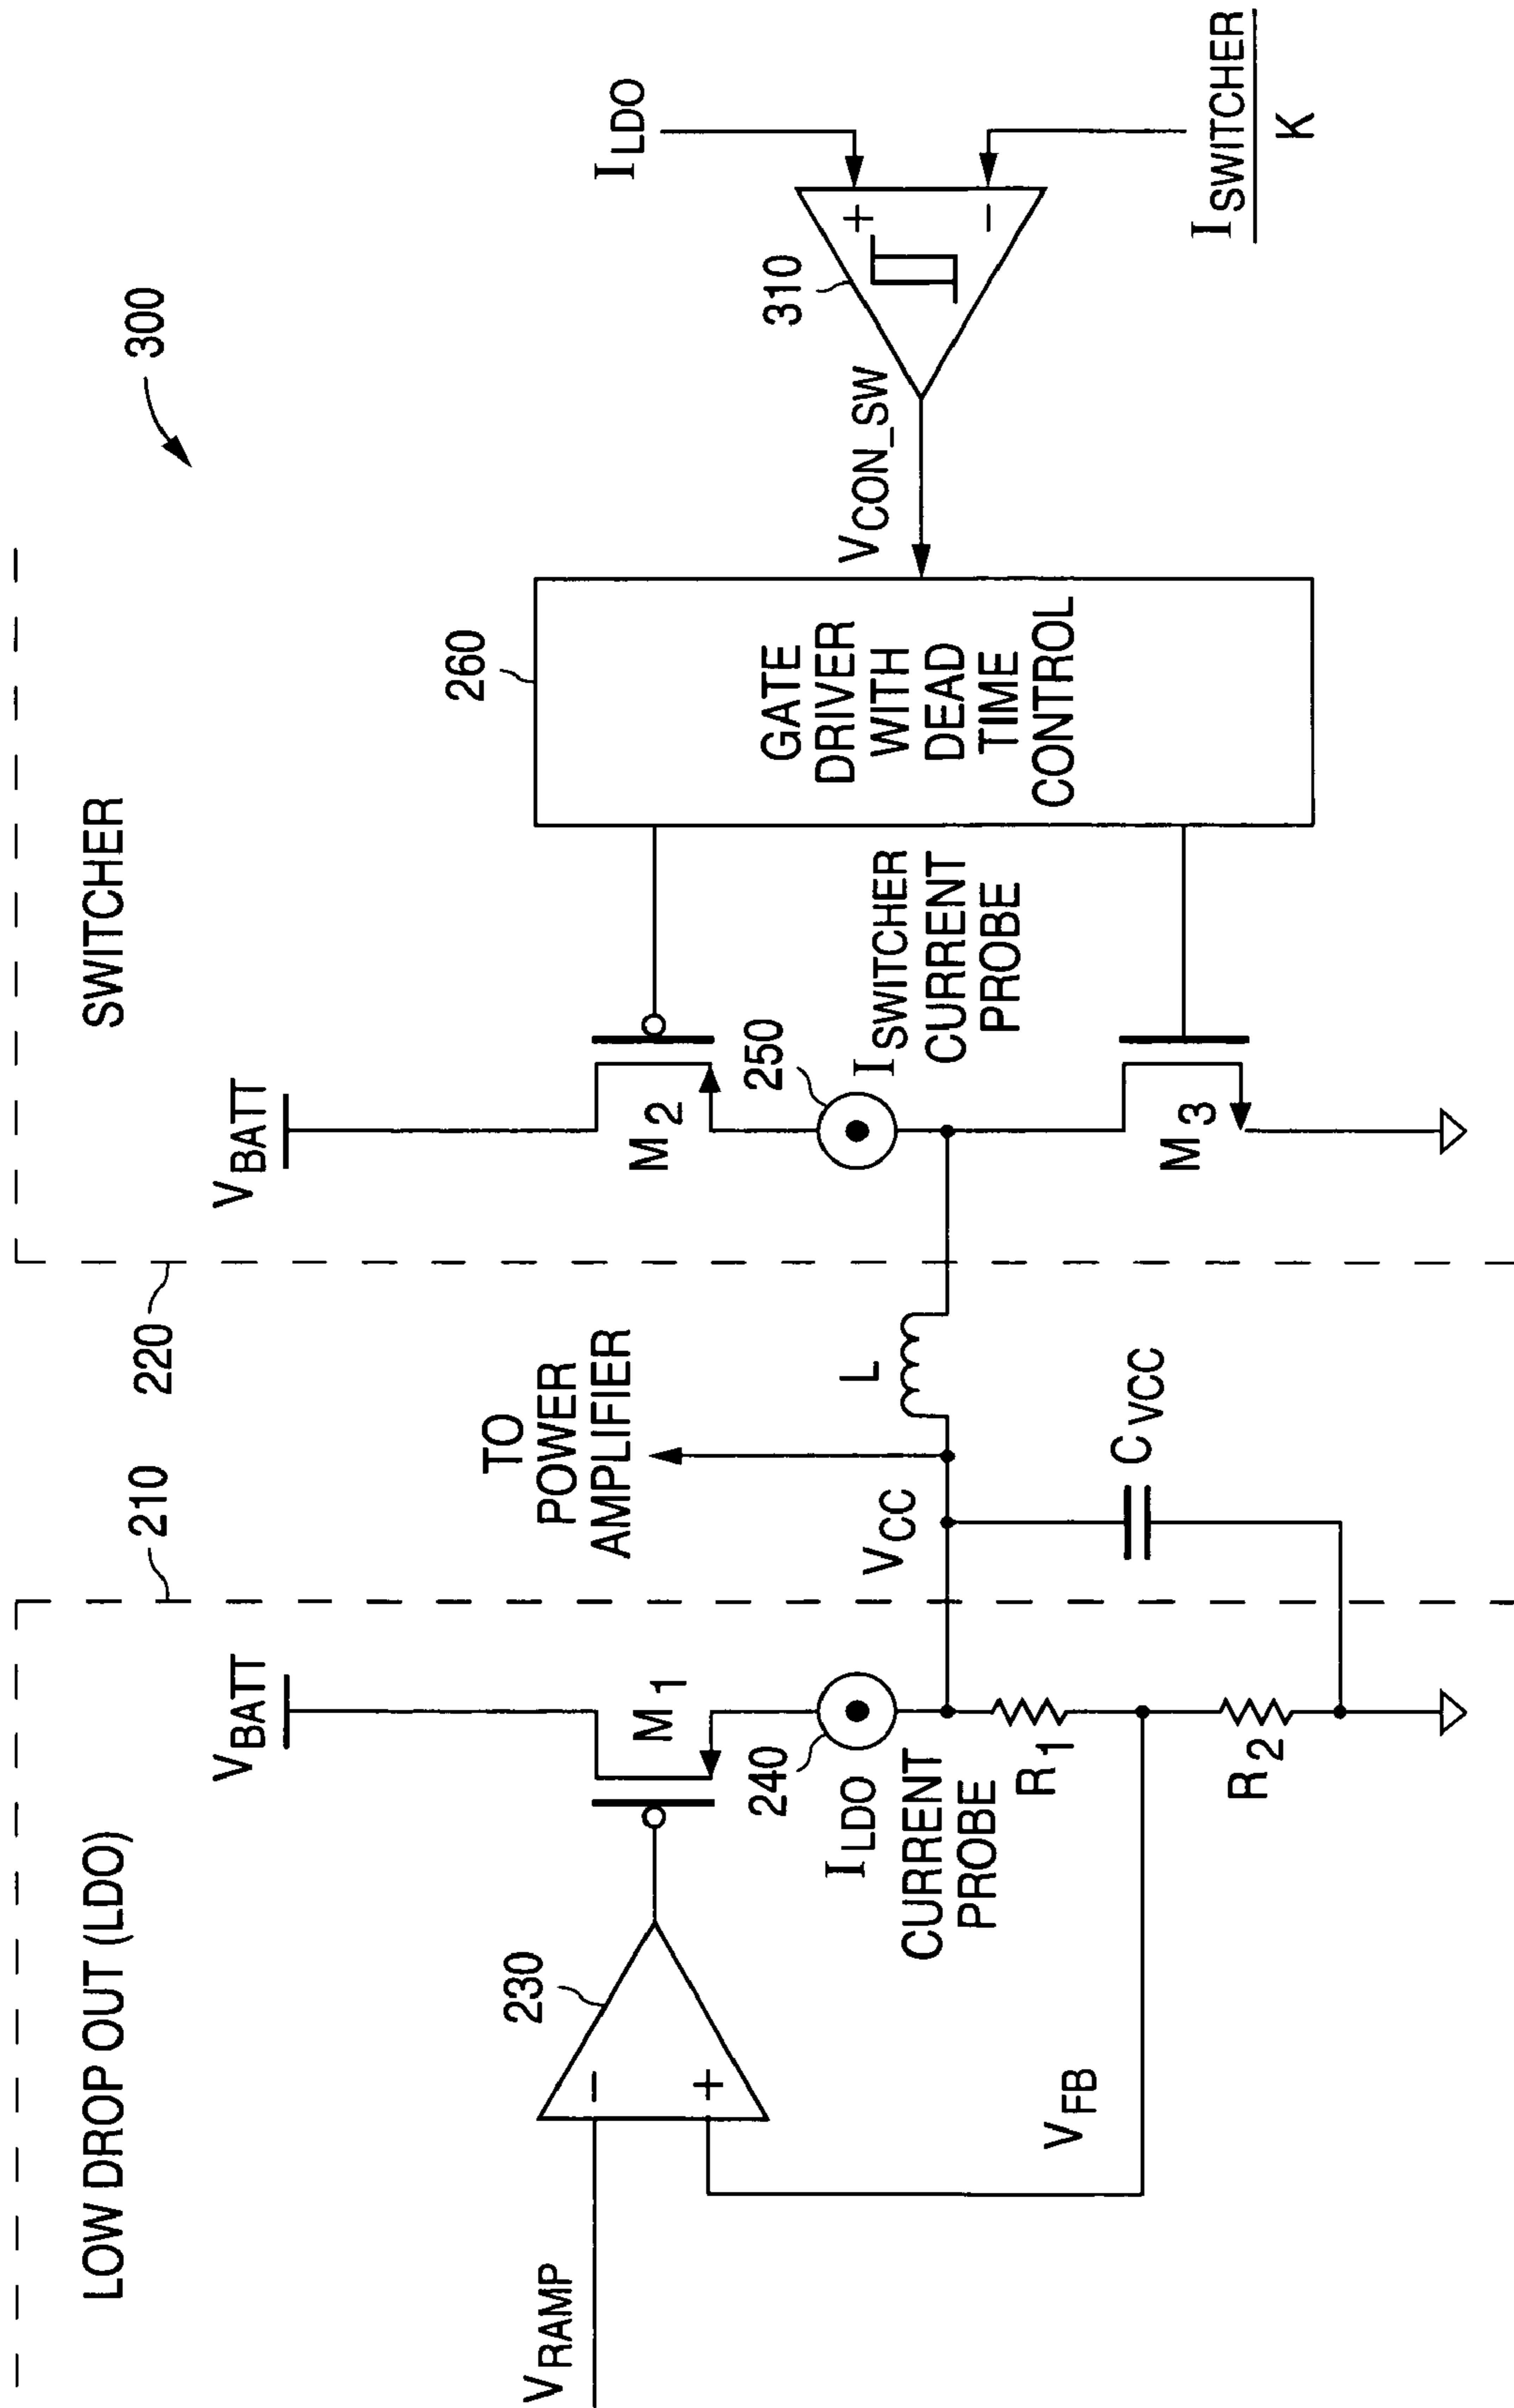 300
LOW DROP OUT (LDO)
210
220
SWITCHER
V_RAMP
230
−
+
V_FB
V_BATT
M_1
240
I_LDO
CURRENT
PROBE
R_1
R_2
TO
POWER
AMPLIFIER
V_CC
C_VCC
L
V_BATT
M_2
250
I_SWITCHER
CURRENT
PROBE
M_3
260
GATE
DRIVER
WITH
DEAD
TIME
CONTROL
V_CON_SW
310
+
−
I_LDO
I_SWITCHER
K